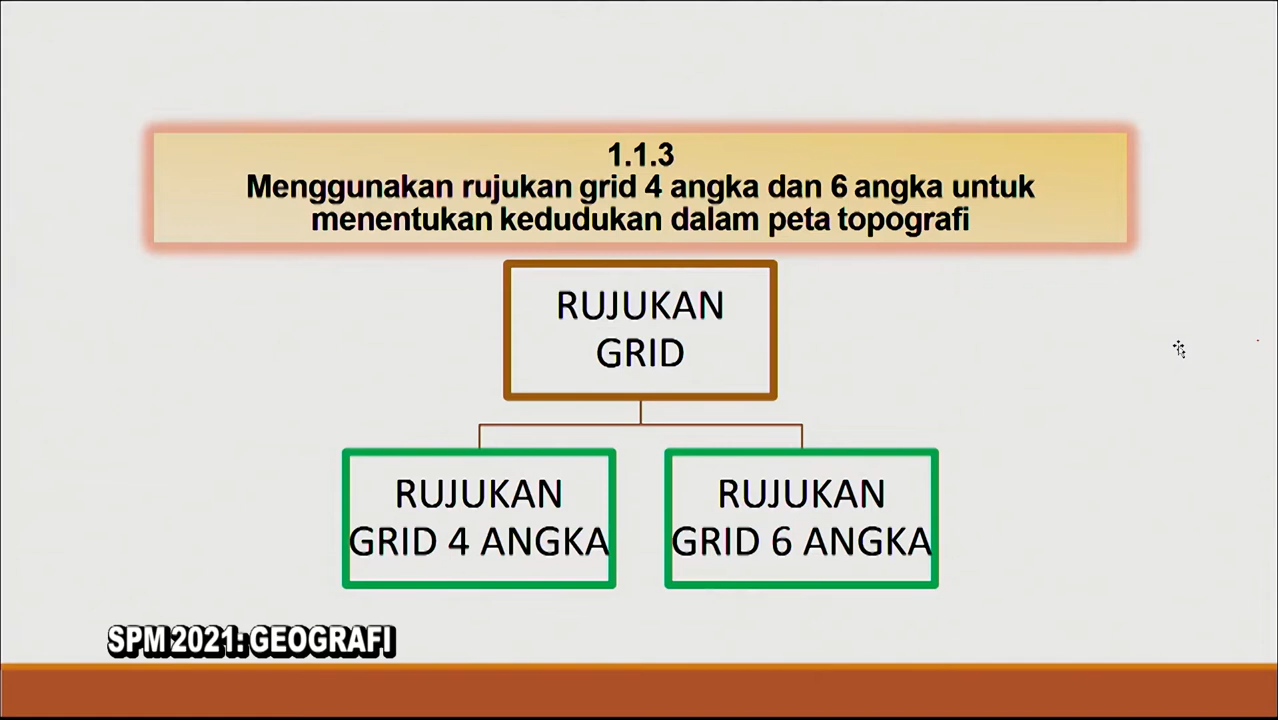 1.1.3
Menggunakan rujukan grid 4 angka dan 6 angka untuk
menentukan kedudukan dalam peta topografi
RUJUKAN
GRID
RUJUKAN
GRID 4 ANGKA
RUJUKAN
GRID 6 ANGKA
SPM 2021: GEOGRAFI